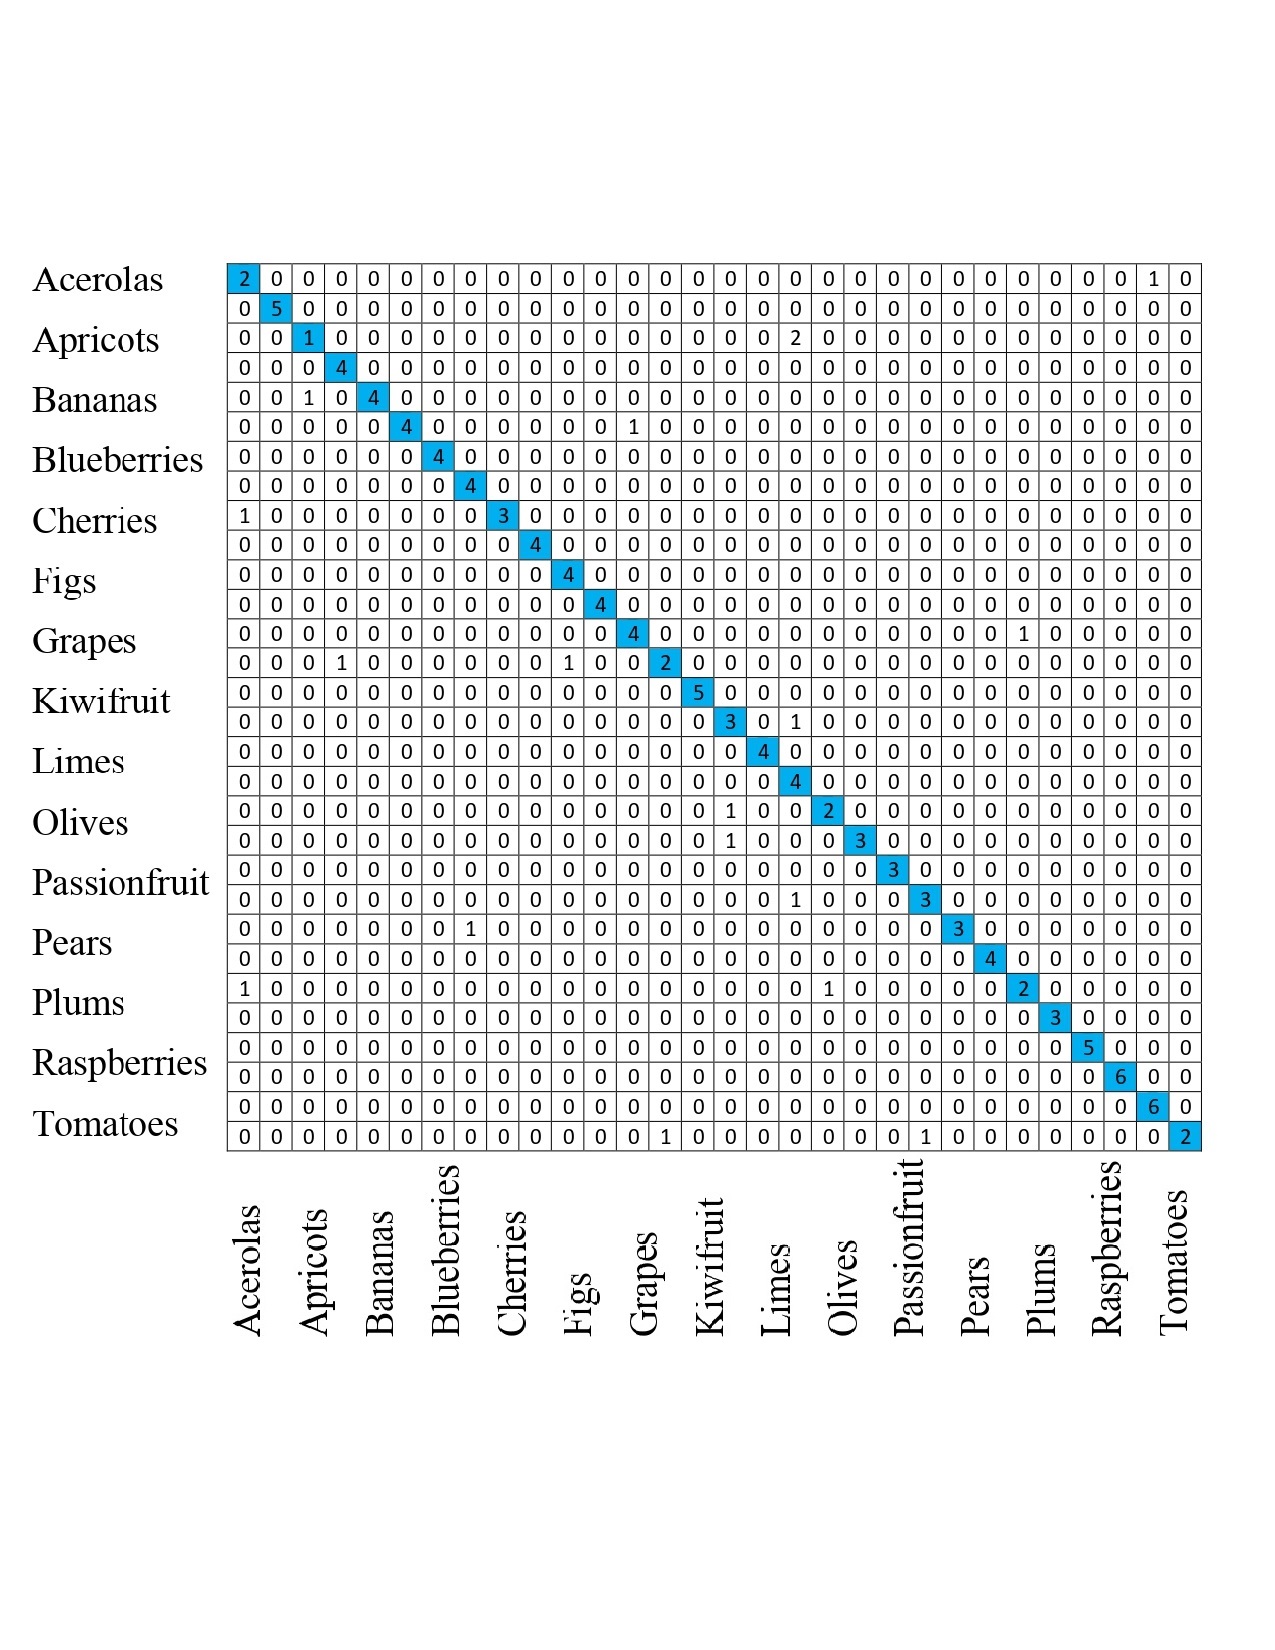 Acerolas 2 0 0 0 0 0 0 0 0 0 0 0 0 0 0 0 0 0 0 0 0 0 0 0 0 0 0 0 1 0
0 5 0 0 0 0 0 0 0 0 0 0 0 0 0 0 0 0 0 0 0 0 0 0 0 0 0 0 0 0
Apricots 0 0 1 0 0 0 0 0 0 0 0 0 0 0 0 0 0 2 0 0 0 0 0 0 0 0 0 0 0 0
0 0 0 4 0 0 0 0 0 0 0 0 0 0 0 0 0 0 0 0 0 0 0 0 0 0 0 0 0 0
Bananas 0 0 1 0 4 0 0 0 0 0 0 0 0 0 0 0 0 0 0 0 0 0 0 0 0 0 0 0 0 0
0 0 0 0 0 4 0 0 0 0 0 0 1 0 0 0 0 0 0 0 0 0 0 0 0 0 0 0 0 0
Blueberries 0 0 0 0 0 0 4 0 0 0 0 0 0 0 0 0 0 0 0 0 0 0 0 0 0 0 0 0 0 0
0 0 0 0 0 0 0 4 0 0 0 0 0 0 0 0 0 0 0 0 0 0 0 0 0 0 0 0 0 0
Cherries 1 0 0 0 0 0 0 0 3 0 0 0 0 0 0 0 0 0 0 0 0 0 0 0 0 0 0 0 0 0
0 0 0 0 0 0 0 0 0 4 0 0 0 0 0 0 0 0 0 0 0 0 0 0 0 0 0 0 0 0
Figs 0 0 0 0 0 0 0 0 0 0 4 0 0 0 0 0 0 0 0 0 0 0 0 0 0 0 0 0 0 0
0 0 0 0 0 0 0 0 0 0 0 4 0 0 0 0 0 0 0 0 0 0 0 0 0 0 0 0 0 0
Grapes 0 0 0 0 0 0 0 0 0 0 0 0 4 0 0 0 0 0 0 0 0 0 0 0 1 0 0 0 0 0
0 0 0 1 0 0 0 0 0 0 1 0 0 2 0 0 0 0 0 0 0 0 0 0 0 0 0 0 0 0
Kiwifruit 0 0 0 0 0 0 0 0 0 0 0 0 0 0 5 0 0 0 0 0 0 0 0 0 0 0 0 0 0 0
0 0 0 0 0 0 0 0 0 0 0 0 0 0 0 3 0 1 0 0 0 0 0 0 0 0 0 0 0 0
Limes 0 0 0 0 0 0 0 0 0 0 0 0 0 0 0 0 4 0 0 0 0 0 0 0 0 0 0 0 0 0
0 0 0 0 0 0 0 0 0 0 0 0 0 0 0 0 0 4 0 0 0 0 0 0 0 0 0 0 0 0
Olives 0 0 0 0 0 0 0 0 0 0 0 0 0 0 0 1 0 0 2 0 0 0 0 0 0 0 0 0 0 0
0 0 0 0 0 0 0 0 0 0 0 0 0 0 0 1 0 0 0 3 0 0 0 0 0 0 0 0 0 0
Passionfruit 0 0 0 0 0 0 0 0 0 0 0 0 0 0 0 0 0 0 0 0 3 0 0 0 0 0 0 0 0 0
0 0 0 0 0 0 0 0 0 0 0 0 0 0 0 0 0 1 0 0 0 3 0 0 0 0 0 0 0 0
Pears 0 0 0 0 0 0 0 1 0 0 0 0 0 0 0 0 0 0 0 0 0 0 3 0 0 0 0 0 0 0
0 0 0 0 0 0 0 0 0 0 0 0 0 0 0 0 0 0 0 0 0 0 0 4 0 0 0 0 0 0
Plums 1 0 0 0 0 0 0 0 0 0 0 0 0 0 0 0 0 0 1 0 0 0 0 0 2 0 0 0 0 0
0 0 0 0 0 0 0 0 0 0 0 0 0 0 0 0 0 0 0 0 0 0 0 0 0 3 0 0 0 0
Raspberries 0 0 0 0 0 0 0 0 0 0 0 0 0 0 0 0 0 0 0 0 0 0 0 0 0 0 5 0 0 0
0 0 0 0 0 0 0 0 0 0 0 0 0 0 0 0 0 0 0 0 0 0 0 0 0 0 0 6 0 0
0 0 0 0 0 0 0 0 0 0 0 0 0 0 0 0 0 0 0 0 0 0 0 0 0 0 0 0 6 0
Tomatoes 0 0 0 0 0 0 0 0 0 0 0 0 0 1 0 0 0 0 0 0 0 1 0 0 0 0 0 0 0 2
Acerolas
Apricots
Bananas
Blueberries
Cherries
Figs
Grapes
Kiwifruit
Limes
Olives
Passionfruit
Pears
Plums
Raspberries
Tomatoes